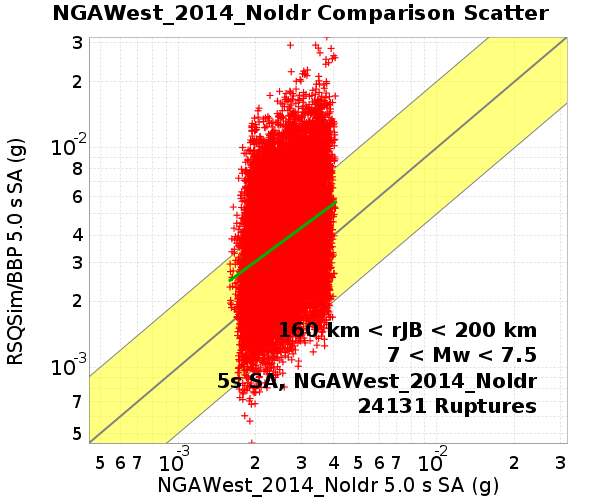 NGAWest_2014_NoIdr Comparison Scatter
RSQSim/BBP 5.0 s SA (g)
3
2
10-2
8
6
4
3
2
10-3
7
5
160 km < rJB < 200 km
7 < Mw < 7.5
5s SA, NGAWest_2014_NoIdr
24131 Ruptures
5 6 7 10-3 2 3 4 5 6 7 10-2 2 3
NGAWest_2014_NoIdr 5.0 s SA (g)